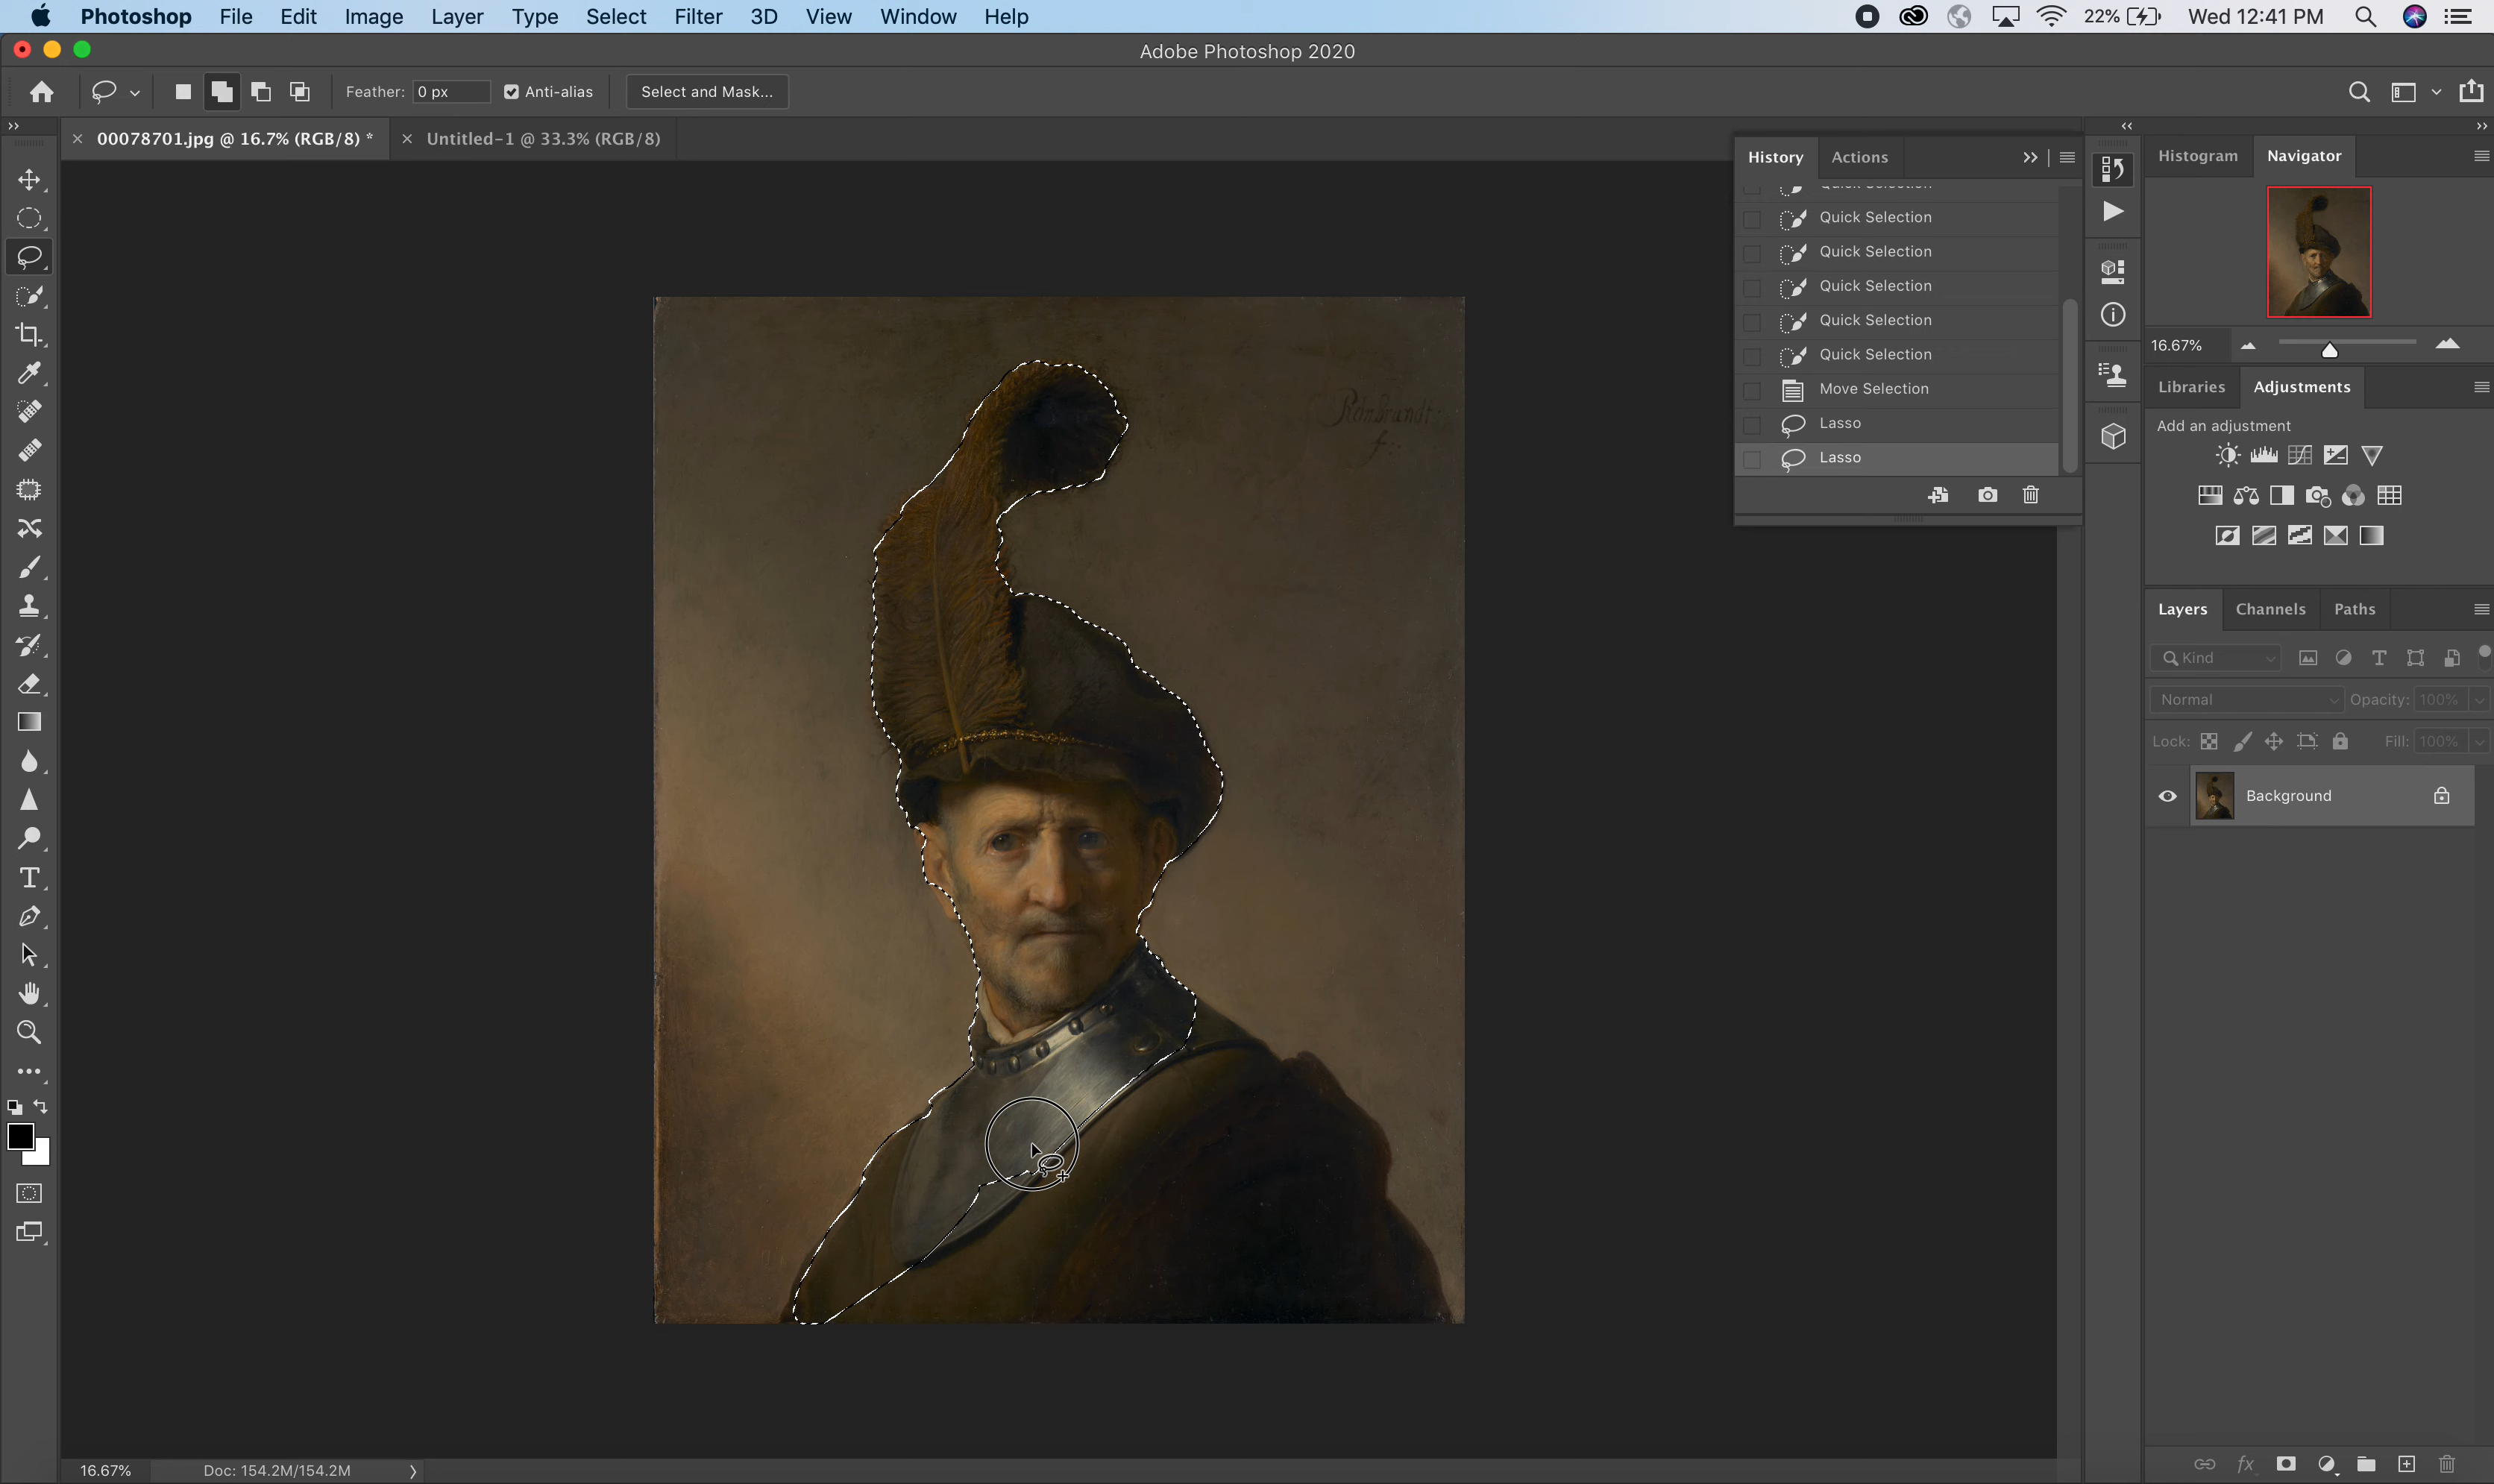 Photoshop File Edit Image Layer Type Select Filter 3D View Window Help 22% Wed 12:41 PM
Adobe Photoshop 2020
Feather: 0 px Anti-alias Select and Mask...
00078701.jpg @ 16.7% (RGB/8) * Untitled-1 @ 33.3% (RGB/8)
History Actions
Quick Selection
Quick Selection
Quick Selection
Quick Selection
Quick Selection
Quick Selection
Move Selection
Lasso
Lasso
Histogram Navigator
16.67%
Libraries Adjustments
Add an adjustment
Layers Channels Paths
Kind
Normal Opacity: 100%
Lock: Fill: 100%
Background
Rembrandt
f:
16.67% Doc: 154.2M/154.2M